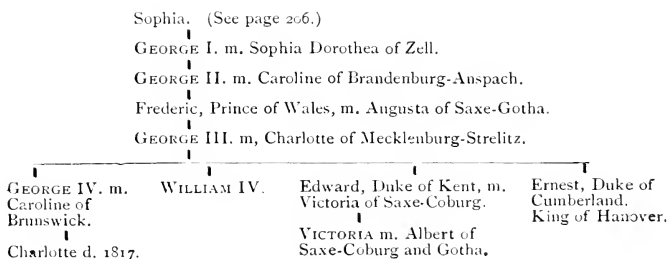 Sophia. (See page 206.)
GEORGE I. m. Sophia Dorothea of Zell.
GEORGE II. m. Caroline of Brandenburg-Anspach.
Frederic, Prince of Wales, m. Augusta of Saxe-Gotha.
GEORGE III. m, Charlotte of Mecklenburg-Strelitz.
GEORGE IV. m.
Caroline of
Brunswick.
Charlotte d. 1817.
WILLIAM IV.
Edward, Duke of Kent, m.
Victoria of Saxe-Coburg.
VICTORIA m. Albert of
Saxe-Coburg and Gotha.
Ernest, Duke of
Cumberland.
King of Hanover.